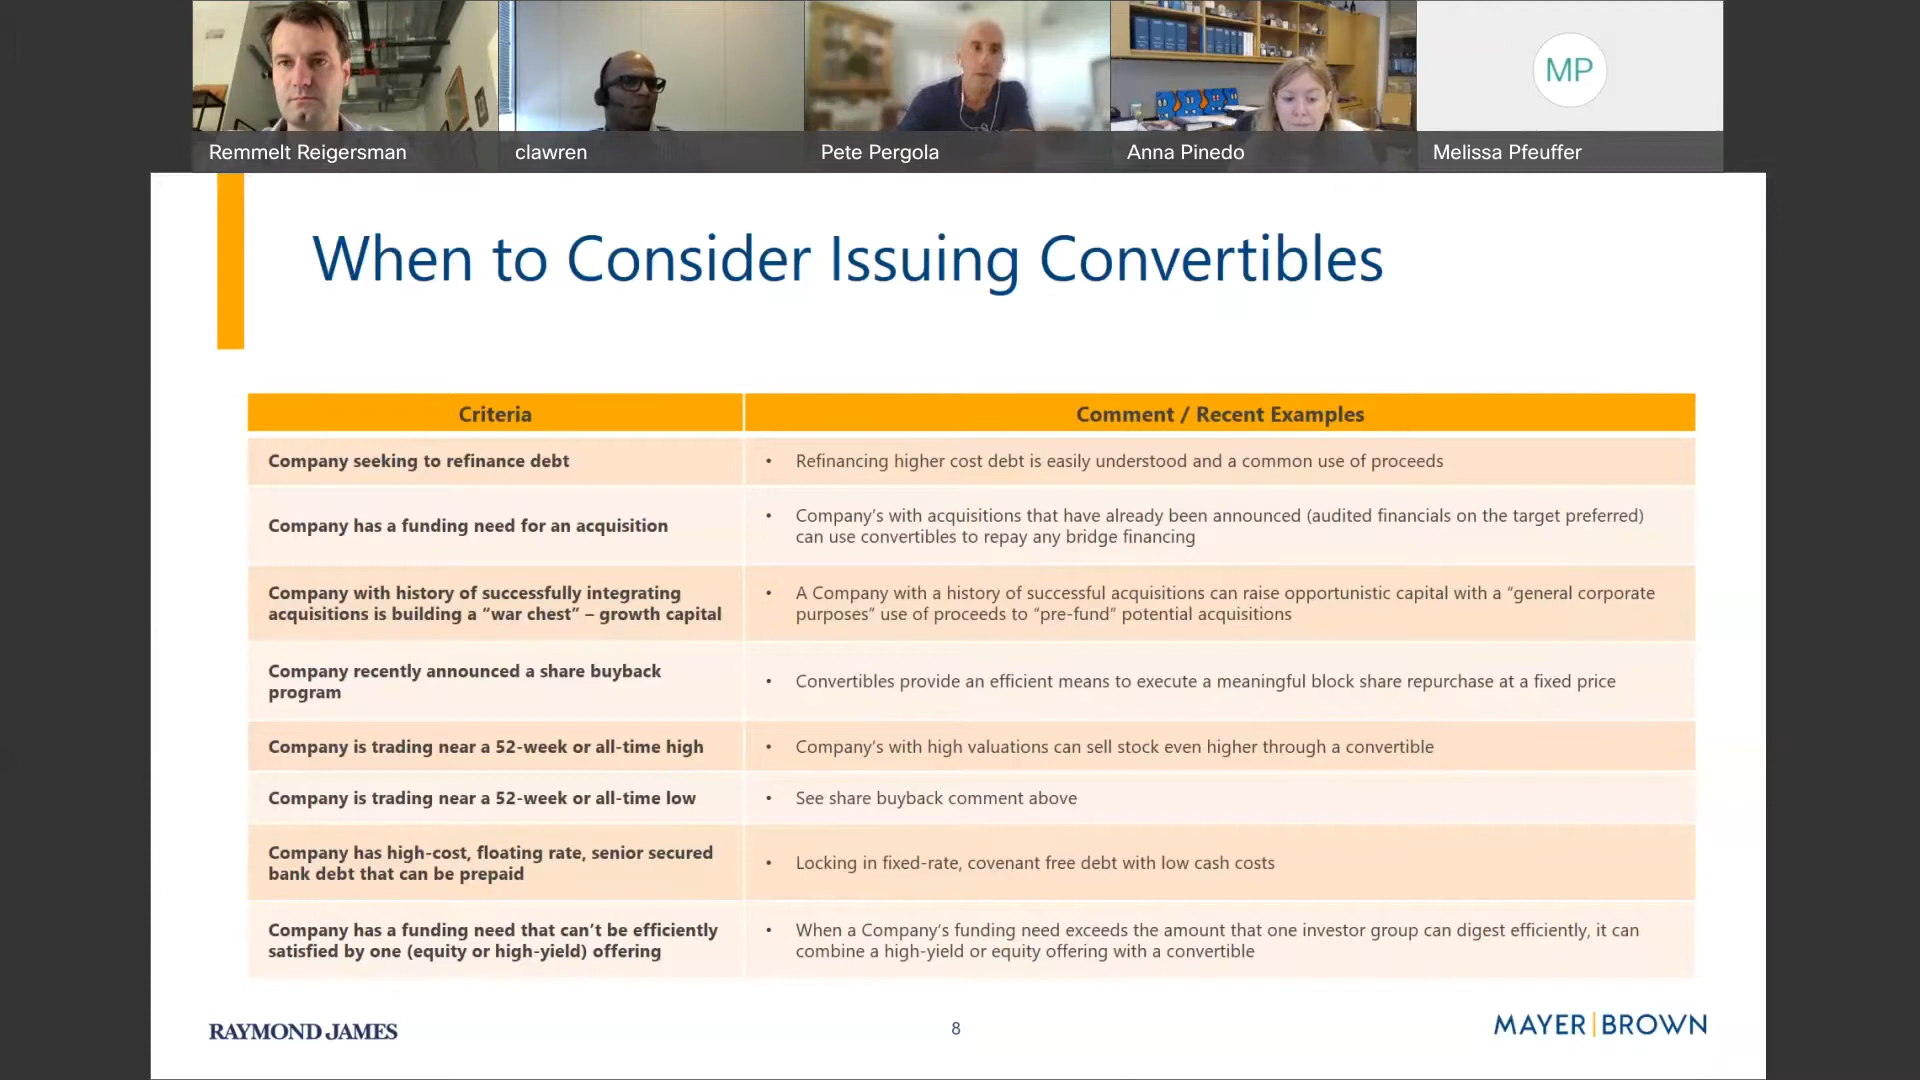 MP
Remmelt Reigersman
clawren
Pete Pergola
Anna Pinedo
Melissa Pfeuffer
When to Consider Issuing Convertibles
Criteria
Comment / Recent Examples
Company seeking to refinance debt
• Refinancing higher cost debt is easily understood and a common use of proceeds
Company has a funding need for an acquisition
• Company’s with acquisitions that have already been announced (audited financials on the target preferred)
can use convertibles to repay any bridge financing
Company with history of successfully integrating
acquisitions is building a “war chest” – growth capital
• A Company with a history of successful acquisitions can raise opportunistic capital with a “general corporate
purposes” use of proceeds to “pre-fund” potential acquisitions
Company recently announced a share buyback
program
• Convertibles provide an efficient means to execute a meaningful block share repurchase at a fixed price
Company is trading near a 52-week or all-time high
• Company’s with high valuations can sell stock even higher through a convertible
Company is trading near a 52-week or all-time low
• See share buyback comment above
Company has high-cost, floating rate, senior secured
bank debt that can be prepaid
• Locking in fixed-rate, covenant free debt with low cash costs
Company has a funding need that can’t be efficiently
satisfied by one (equity or high-yield) offering
• When a Company’s funding need exceeds the amount that one investor group can digest efficiently, it can
combine a high-yield or equity offering with a convertible
RAYMOND JAMES
8
MAYER|BROWN